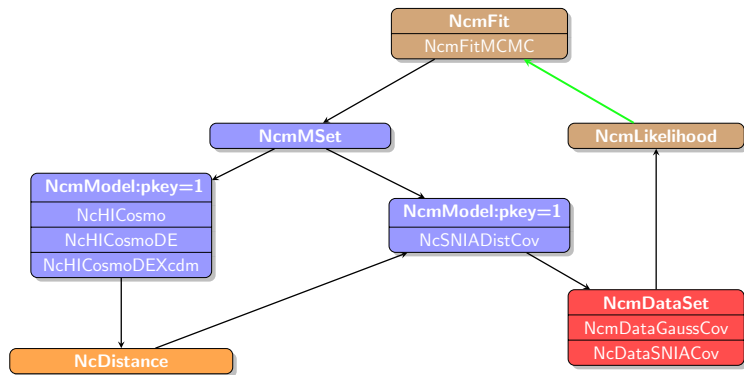 NcmFit
NcmFitMCMC
NcmMSet
NcmLikelihood
NcmModel:pkey=1
NcHICosmo
NcHICosmoDE
NcHICosmoDEXcdm
NcmModel:pkey=1
NcSNIADistCov
NcmDataSet
NcmDataGaussCov
NcDataSNIACov
NcDistance